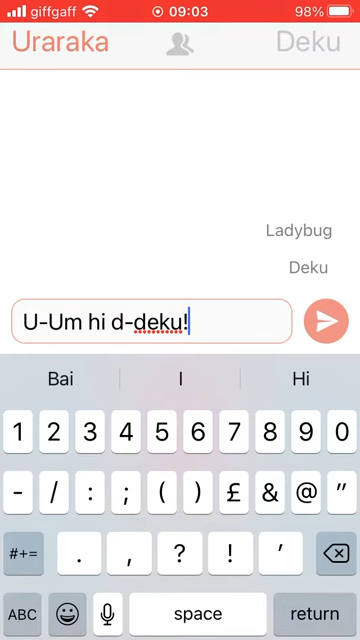 giffgaff 09:03 98%
Uraraka Deku
Ladybug
Deku
U-Um hi d-deku!
Bai I Hi
1 2 3 4 5 6 7 8 9 0
- / : ; ( ) £ & @ "
#+= . , ? ! '
ABC space return